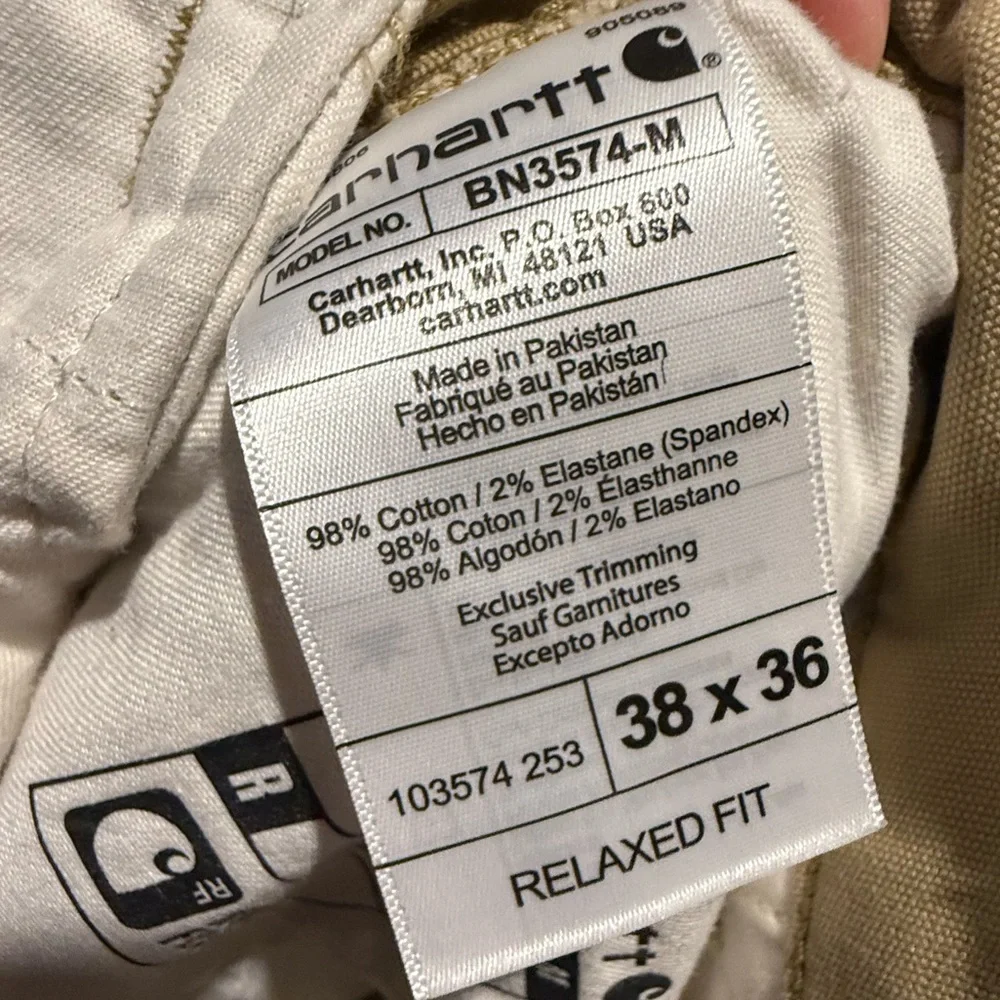 905089
carhartt
MODEL NO. BN3574-M
Carhartt, Inc. P.O. Box 600
Dearborn, MI 48121 USA
carhartt.com
Made in Pakistan
Fabriqué au Pakistan
Hecho en Pakistán
98% Cotton / 2% Elastane (Spandex)
98% Coton / 2% Élasthanne
98% Algodón / 2% Elastano
Exclusive Trimming
Sauf Garnitures
Excepto Adorno
103574 253
38 x 36
RELAXED FIT
R
RF